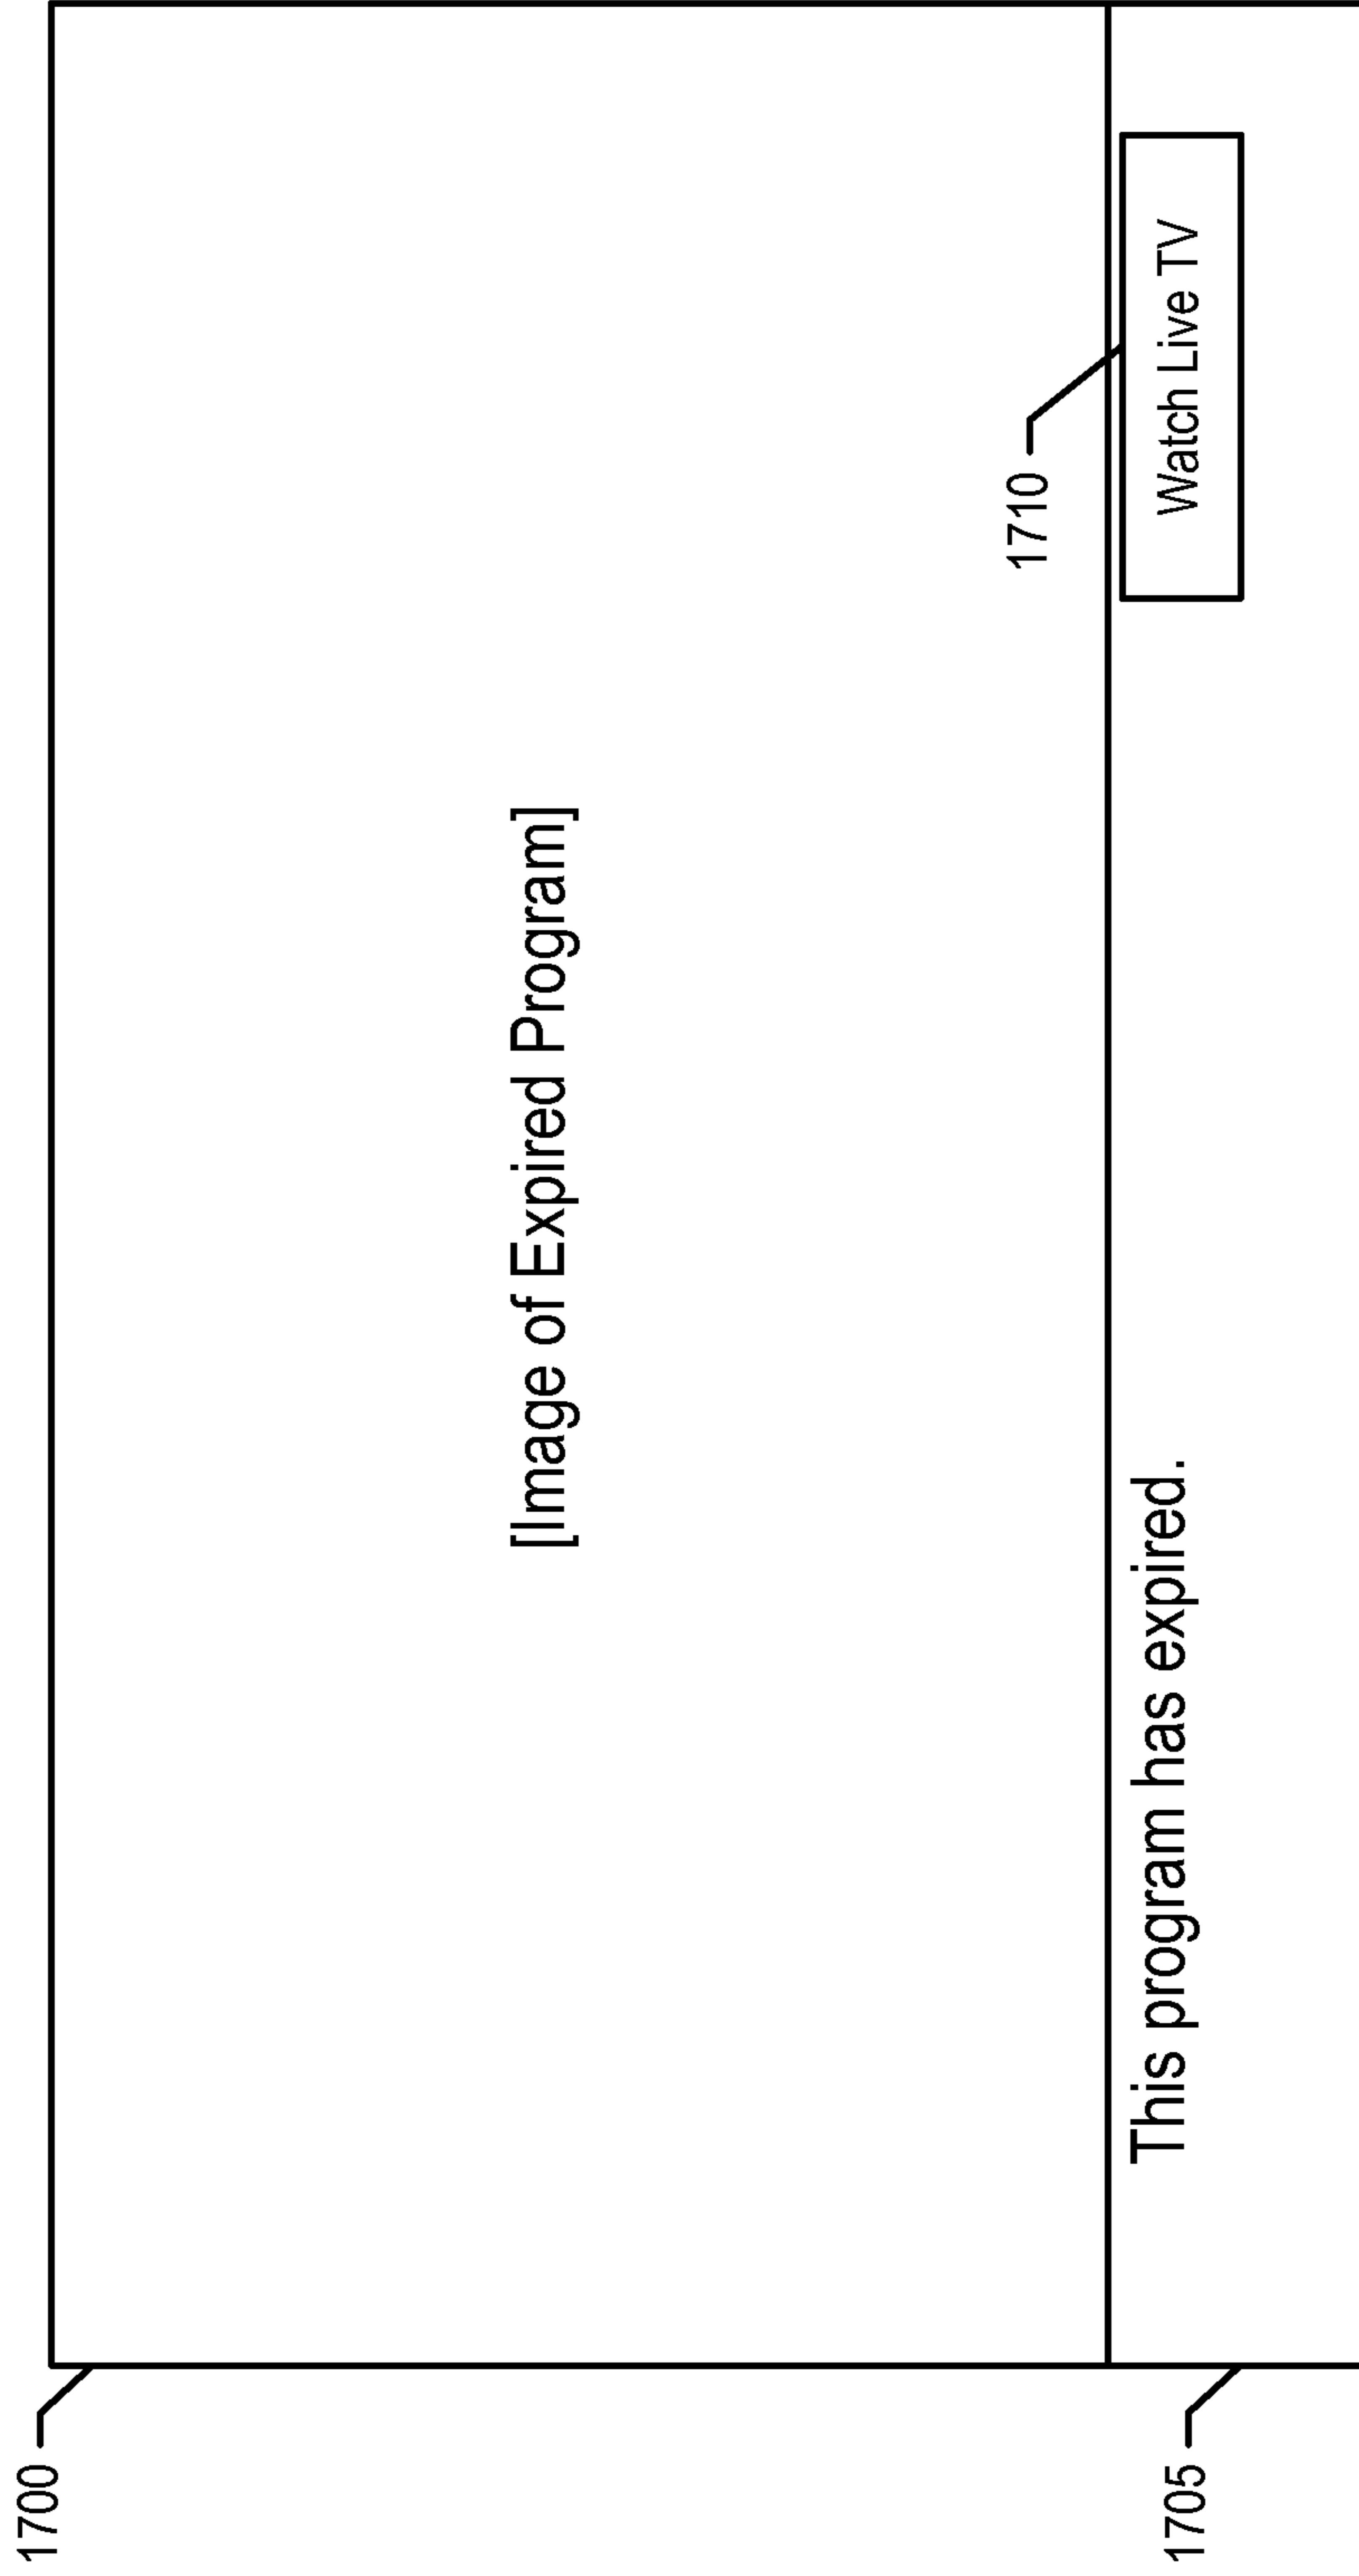 1700
[Image of Expired Program]
1710
This program has expired.
Watch Live TV
1705